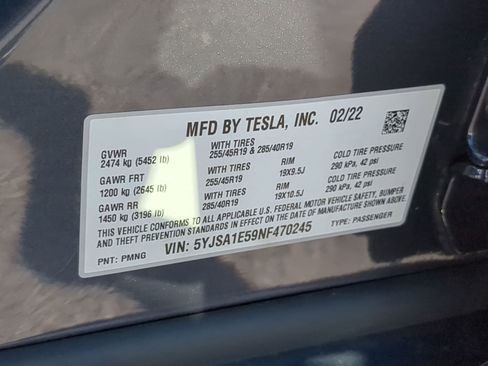 MFD BY TESLA, INC. 02/22
GVWR WITH TIRES
2474 kg (5452 lb) 255/45R19 & 285/40R19
GAWR FRT WITH TIRES RIM COLD TIRE PRESSURE
1200 kg (2645 lb) 255/45R19 19X9.5J 290 kPa, 42 psi
GAWR RR WITH TIRES RIM COLD TIRE PRESSURE
1450 kg (3196 lb) 285/40R19 19X10.5J 290 kPa, 42 psi
THIS VEHICLE CONFORMS TO ALL APPLICABLE U.S. FEDERAL MOTOR VEHICLE SAFETY, BUMPER
AND THEFT PREVENTION STANDARDS IN EFFECT ON THE DATE OF MANUFACTURE SHOWN ABOVE.
VIN: 5YJSA1E59NF470245
PNT: PMNG TYPE: PASSENGER